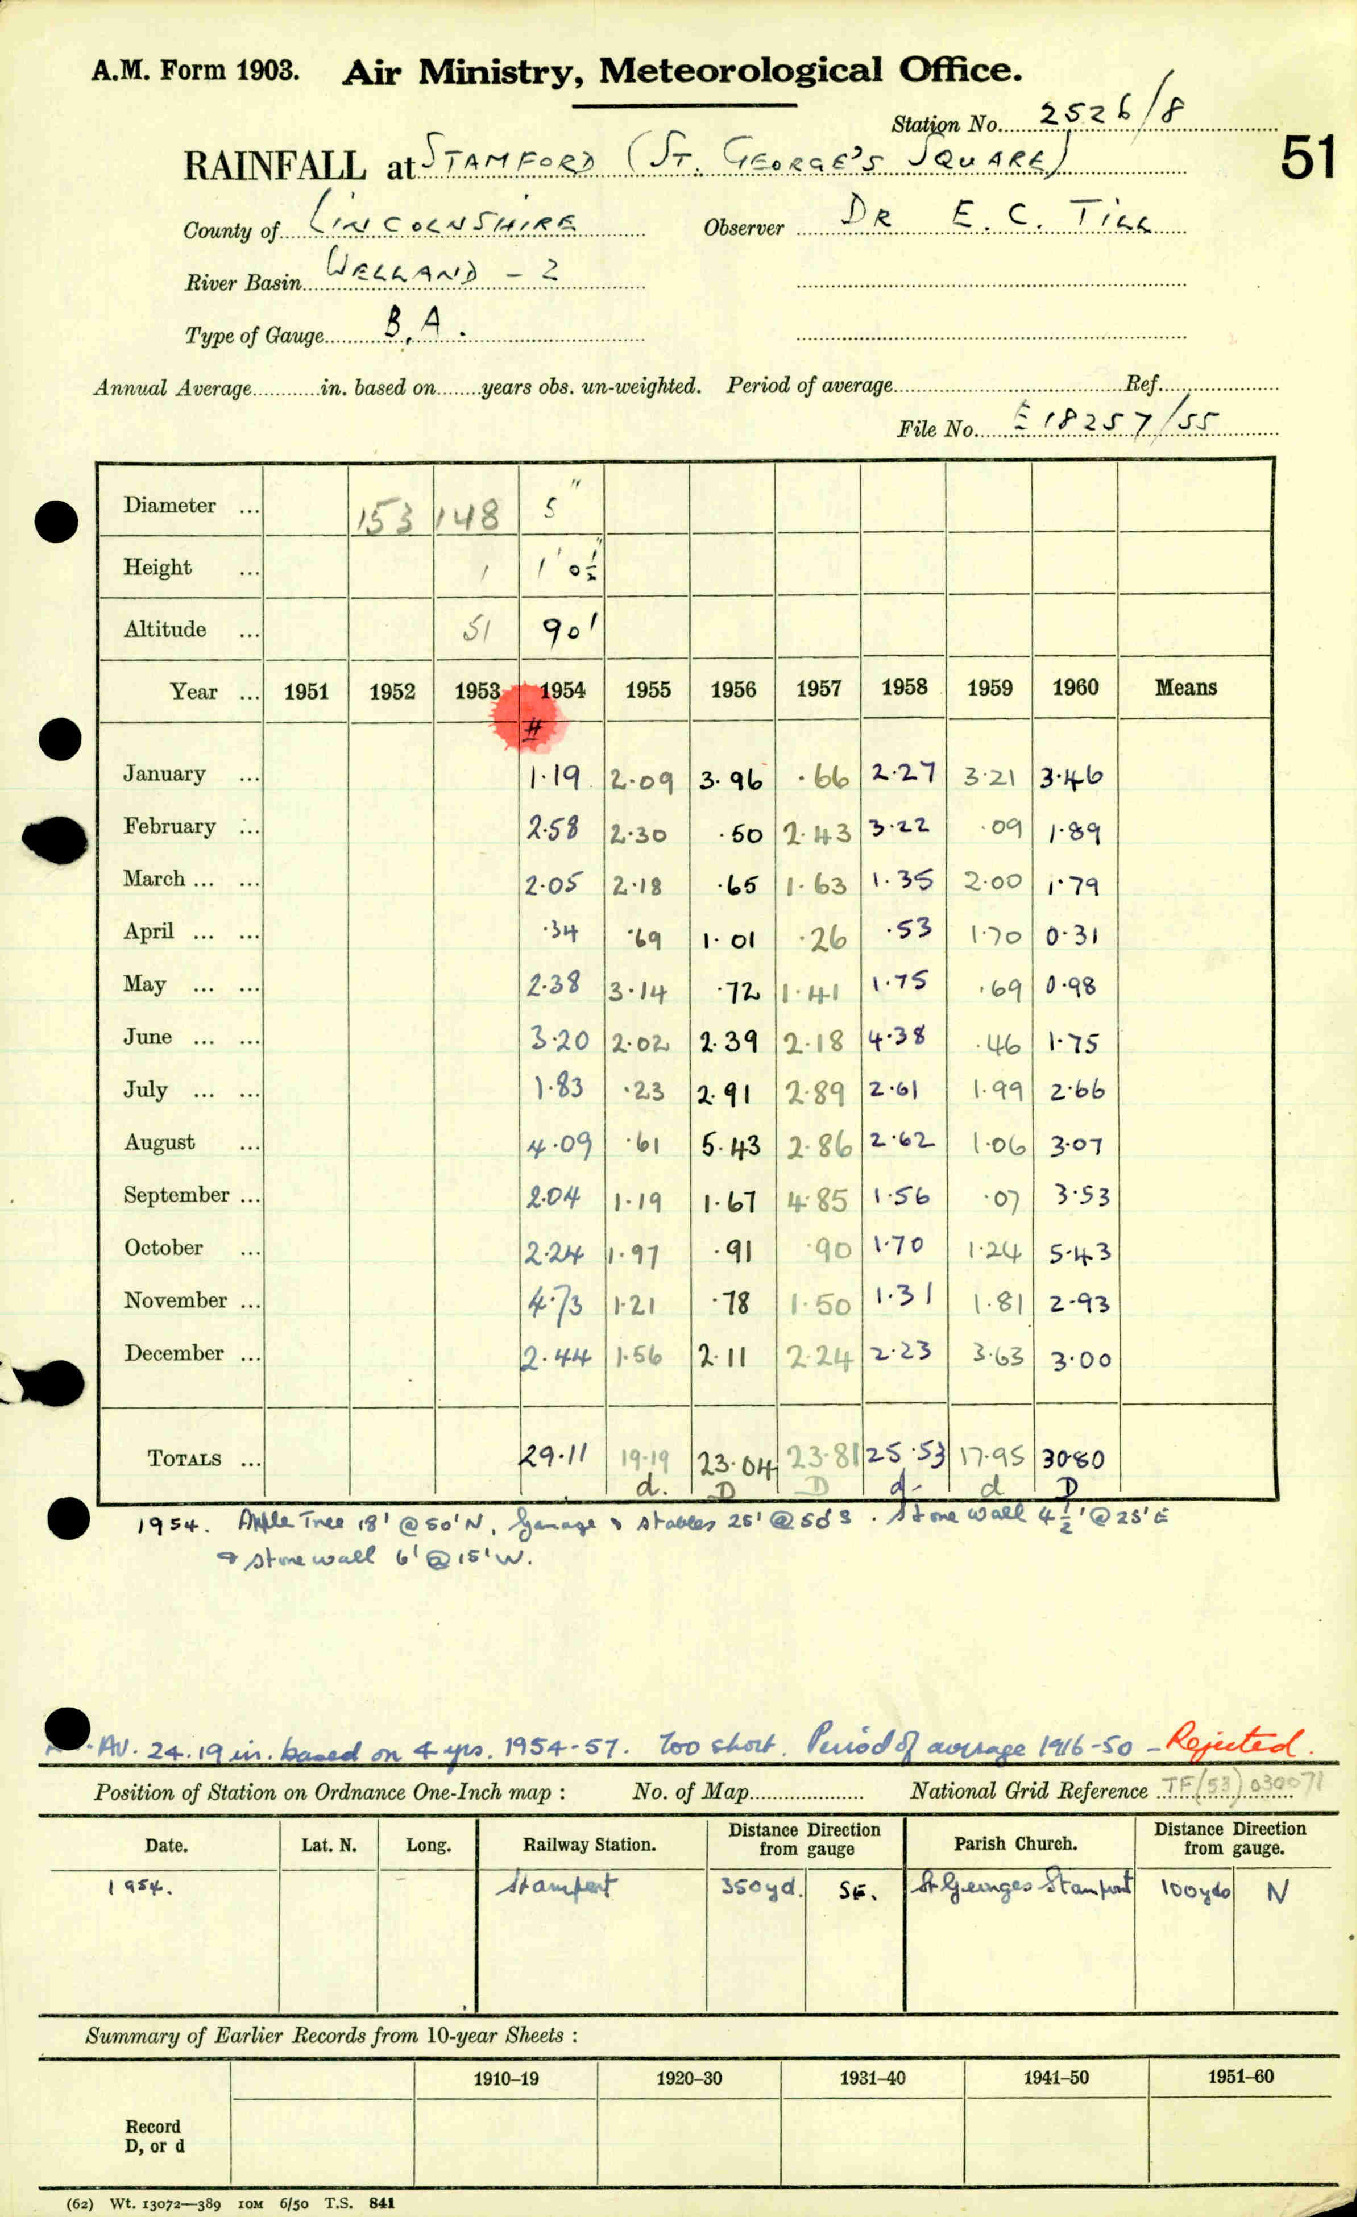 A.M. Form 1903. Air Ministry, Meteorological Office.
Station No. 2526/8
51
RAINFALL at STAMFORD (ST. GEORGE'S SQUARE)
County of LINCOLNSHIRE Observer DR E. C. TILL
River Basin WELLAND - 2
Type of Gauge B.A.
Annual Average in. based on years obs. un-weighted. Period of average Ref.
File No. E18257/55
Diameter ... 153 148 5"
Height ... 1 1' 0½"
Altitude ... 51 90'
Year ... 1951 1952 1953 1954 1955 1956 1957 1958 1959 1960 Means
#
January ... 1.19 2.09 3.96 .66 2.27 3.21 3.46
February ... 2.58 2.30 .50 2.43 3.22 .09 1.89
March ... ... 2.05 2.18 .65 1.63 1.35 2.00 1.79
April ... ... .34 .69 1.01 .26 .53 1.70 0.31
May ... ... 2.38 3.14 .72 1.41 1.75 .69 0.98
June ... ... 3.20 2.02 2.39 2.18 4.38 .46 1.75
July ... ... 1.83 .23 2.91 2.89 2.61 1.99 2.66
August ... 4.09 .61 5.43 2.86 2.62 1.06 3.07
September ... 2.04 1.19 1.67 4.85 1.56 .07 3.53
October ... 2.24 1.97 .91 .90 1.70 1.24 5.43
November ... 4.73 1.21 .78 1.50 1.31 1.81 2.93
December ... 2.44 1.56 2.11 2.24 2.23 3.63 3.00
TOTALS ... 29.11 19.19 23.04 23.81 25.53 17.95 30.80
d. D D d. d D
1954. Apple Tree 18' @ 50' N, Garage & stables 25' @ 50' S. Stone wall 4½' @ 25' E
& stone wall 6' @ 15' W.
Av. 24.19 in. based on 4 yrs. 1954-57. Too short. Period of average 1916-50 - Rejected.
Position of Station on Ordnance One-Inch map : No. of Map National Grid Reference TF(53)030071
Date. Lat. N. Long. Railway Station. Distance from gauge Direction Parish Church. Distance from gauge. Direction
1954. Stamford 350 yd. SE. St Georges Stamford 100 yds N
Summary of Earlier Records from 10-year Sheets :
1910–19 1920–30 1931–40 1941–50 1951–60
Record
D, or d
(62) Wt. 13072—389 10M 6/50 T.S. 841